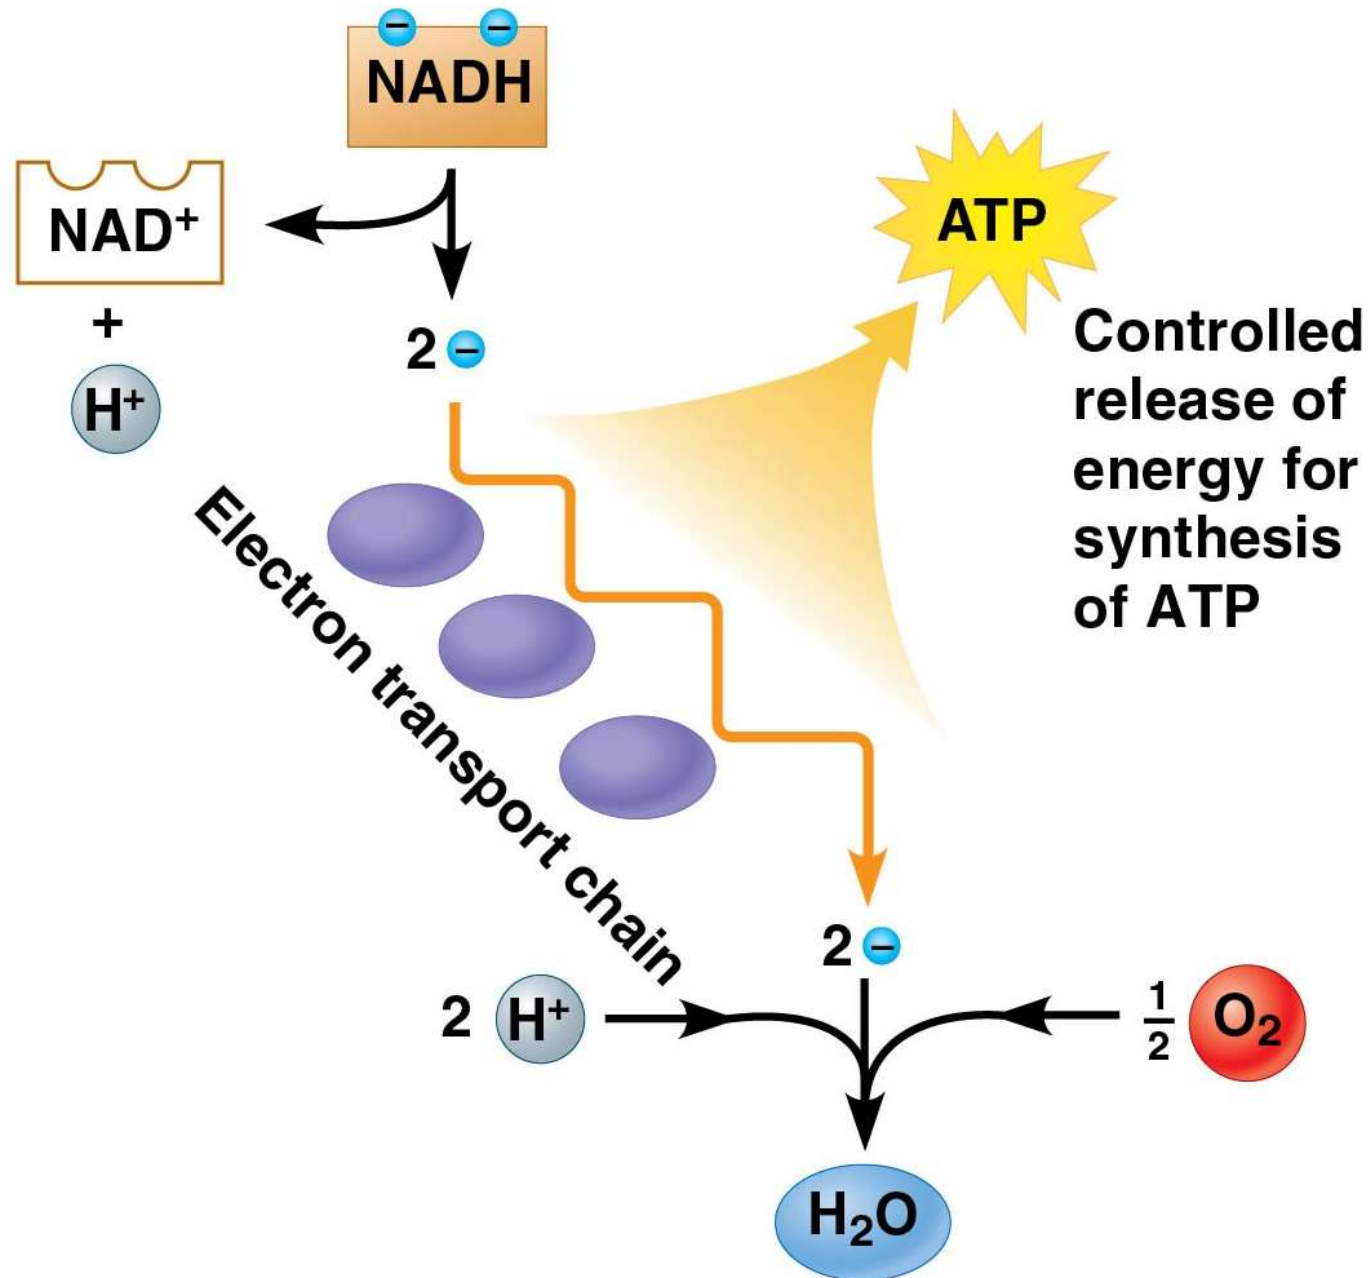 NADH
NAD⁺
+
H⁺
2 −
ATP
Controlled
release of
energy for
synthesis
of ATP
Electron transport chain
2 −
2 H⁺
1/2 O₂
H₂O